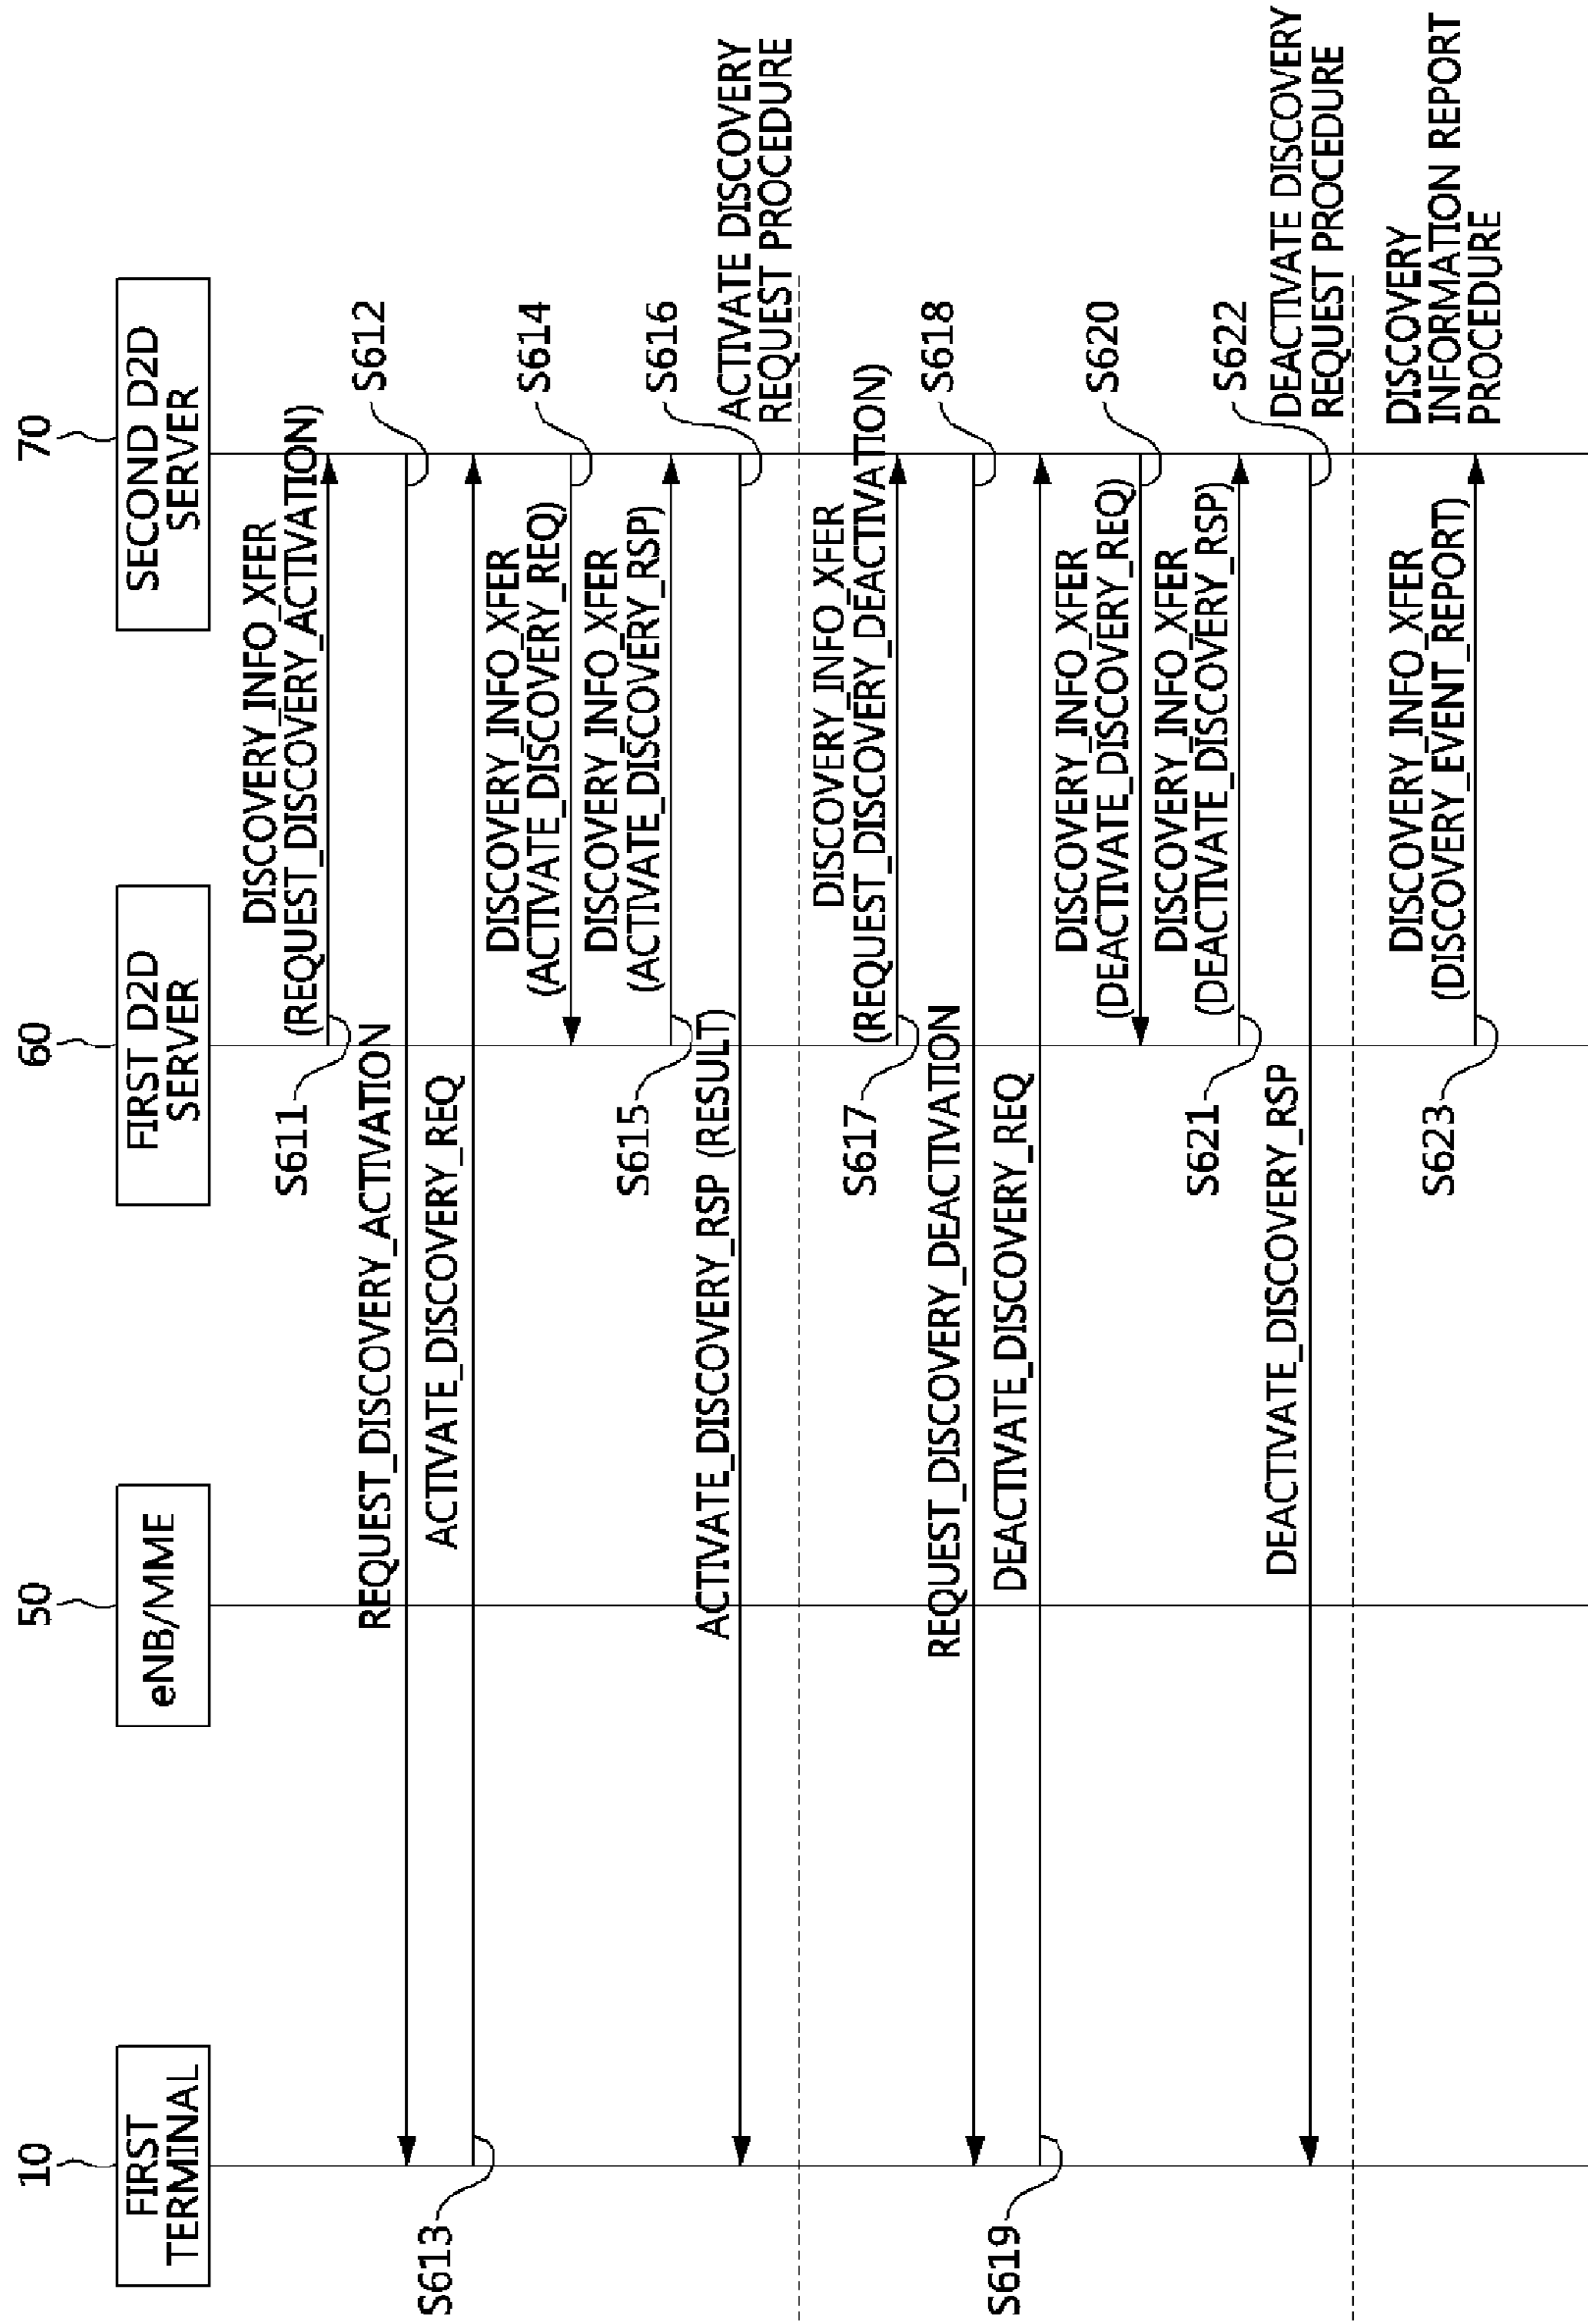 10
FIRST
TERMINAL
50
eNB/MME
60
FIRST D2D
SERVER
70
SECOND D2D
SERVER
DISCOVERY_INFO_XFER
(REQUEST_DISCOVERY_ACTIVATION)
S611
REQUEST_DISCOVERY_ACTIVATION
S612
ACTIVATE_DISCOVERY_REQ
S613
DISCOVERY_INFO_XFER
(ACTIVATE_DISCOVERY_REQ)
S614
DISCOVERY_INFO_XFER
(ACTIVATE_DISCOVERY_RSP)
S615
ACTIVATE_DISCOVERY_RSP (RESULT)
S616
ACTIVATE DISCOVERY
REQUEST PROCEDURE
DISCOVERY_INFO_XFER
(REQUEST_DISCOVERY_DEACTIVATION)
S617
REQUEST_DISCOVERY_DEACTIVATION
S618
DEACTIVATE_DISCOVERY_REQ
S619
DISCOVERY_INFO_XFER
(DEACTIVATE_DISCOVERY_REQ)
S620
DISCOVERY_INFO_XFER
(DEACTIVATE_DISCOVERY_RSP)
S621
DEACTIVATE_DISCOVERY_RSP
S622
DEACTIVATE DISCOVERY
REQUEST PROCEDURE
DISCOVERY_INFO_XFER
(DISCOVERY_EVENT_REPORT)
S623
DISCOVERY
INFORMATION REPORT
PROCEDURE